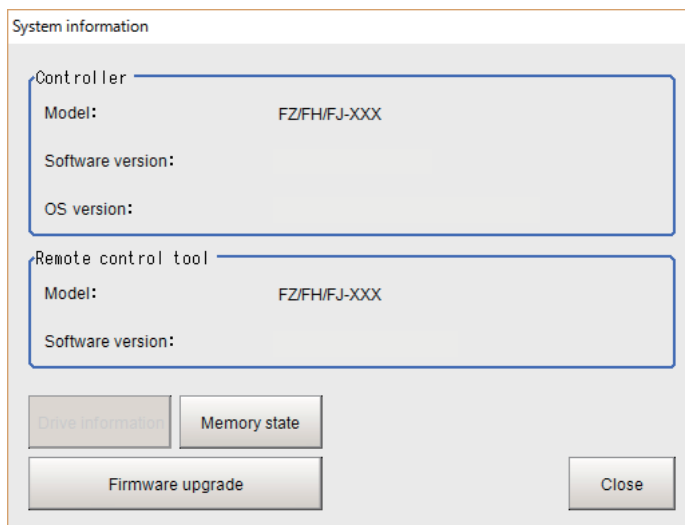 System information
Controller
Model: FZ/FH/FJ-XXX
Software version:
OS version:
Remote control tool
Model: FZ/FH/FJ-XXX
Software version:
Drive information Memory state
Firmware upgrade Close